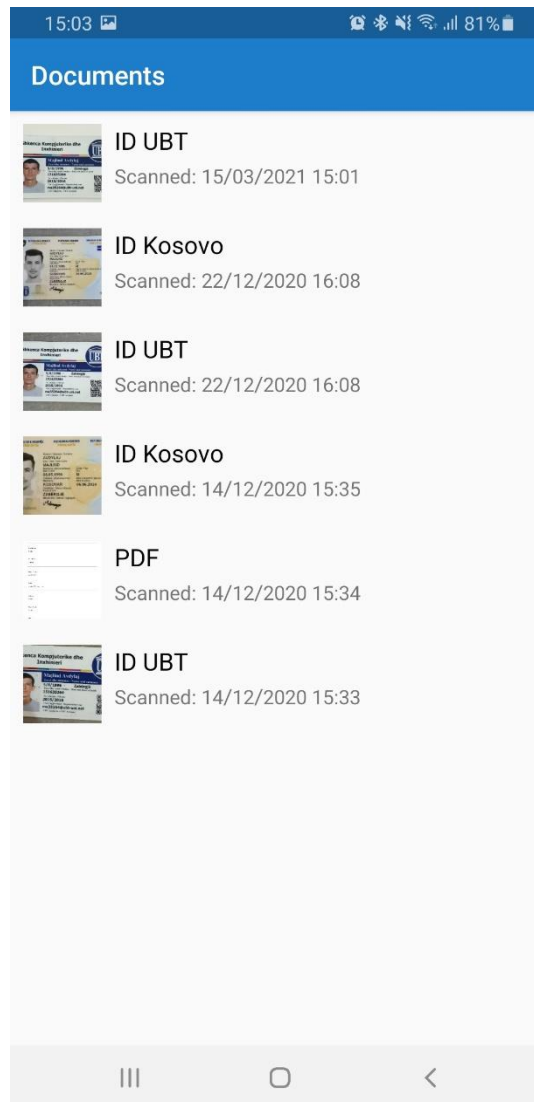 15:03 81%
Documents
ID UBT
Scanned: 15/03/2021 15:01
ID Kosovo
Scanned: 22/12/2020 16:08
ID UBT
Scanned: 22/12/2020 16:08
ID Kosovo
Scanned: 14/12/2020 15:35
PDF
Scanned: 14/12/2020 15:34
ID UBT
Scanned: 14/12/2020 15:33